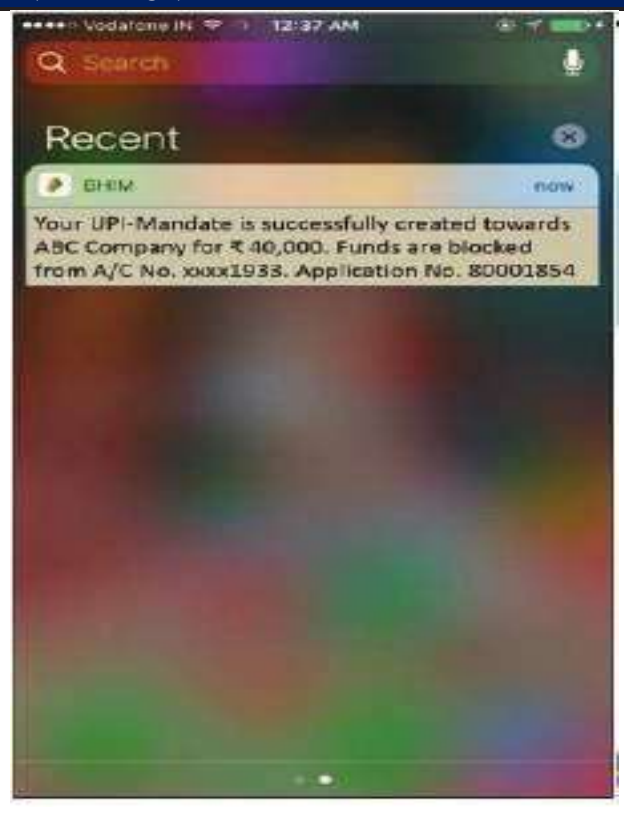 Vodafone IN 12:37 AM
Search
Recent
BHIM now
Your UPI-Mandate is successfully created towards
ABC Company for ₹ 40,000. Funds are blocked
from A/C No. xxxx1933. Application No. 80001854